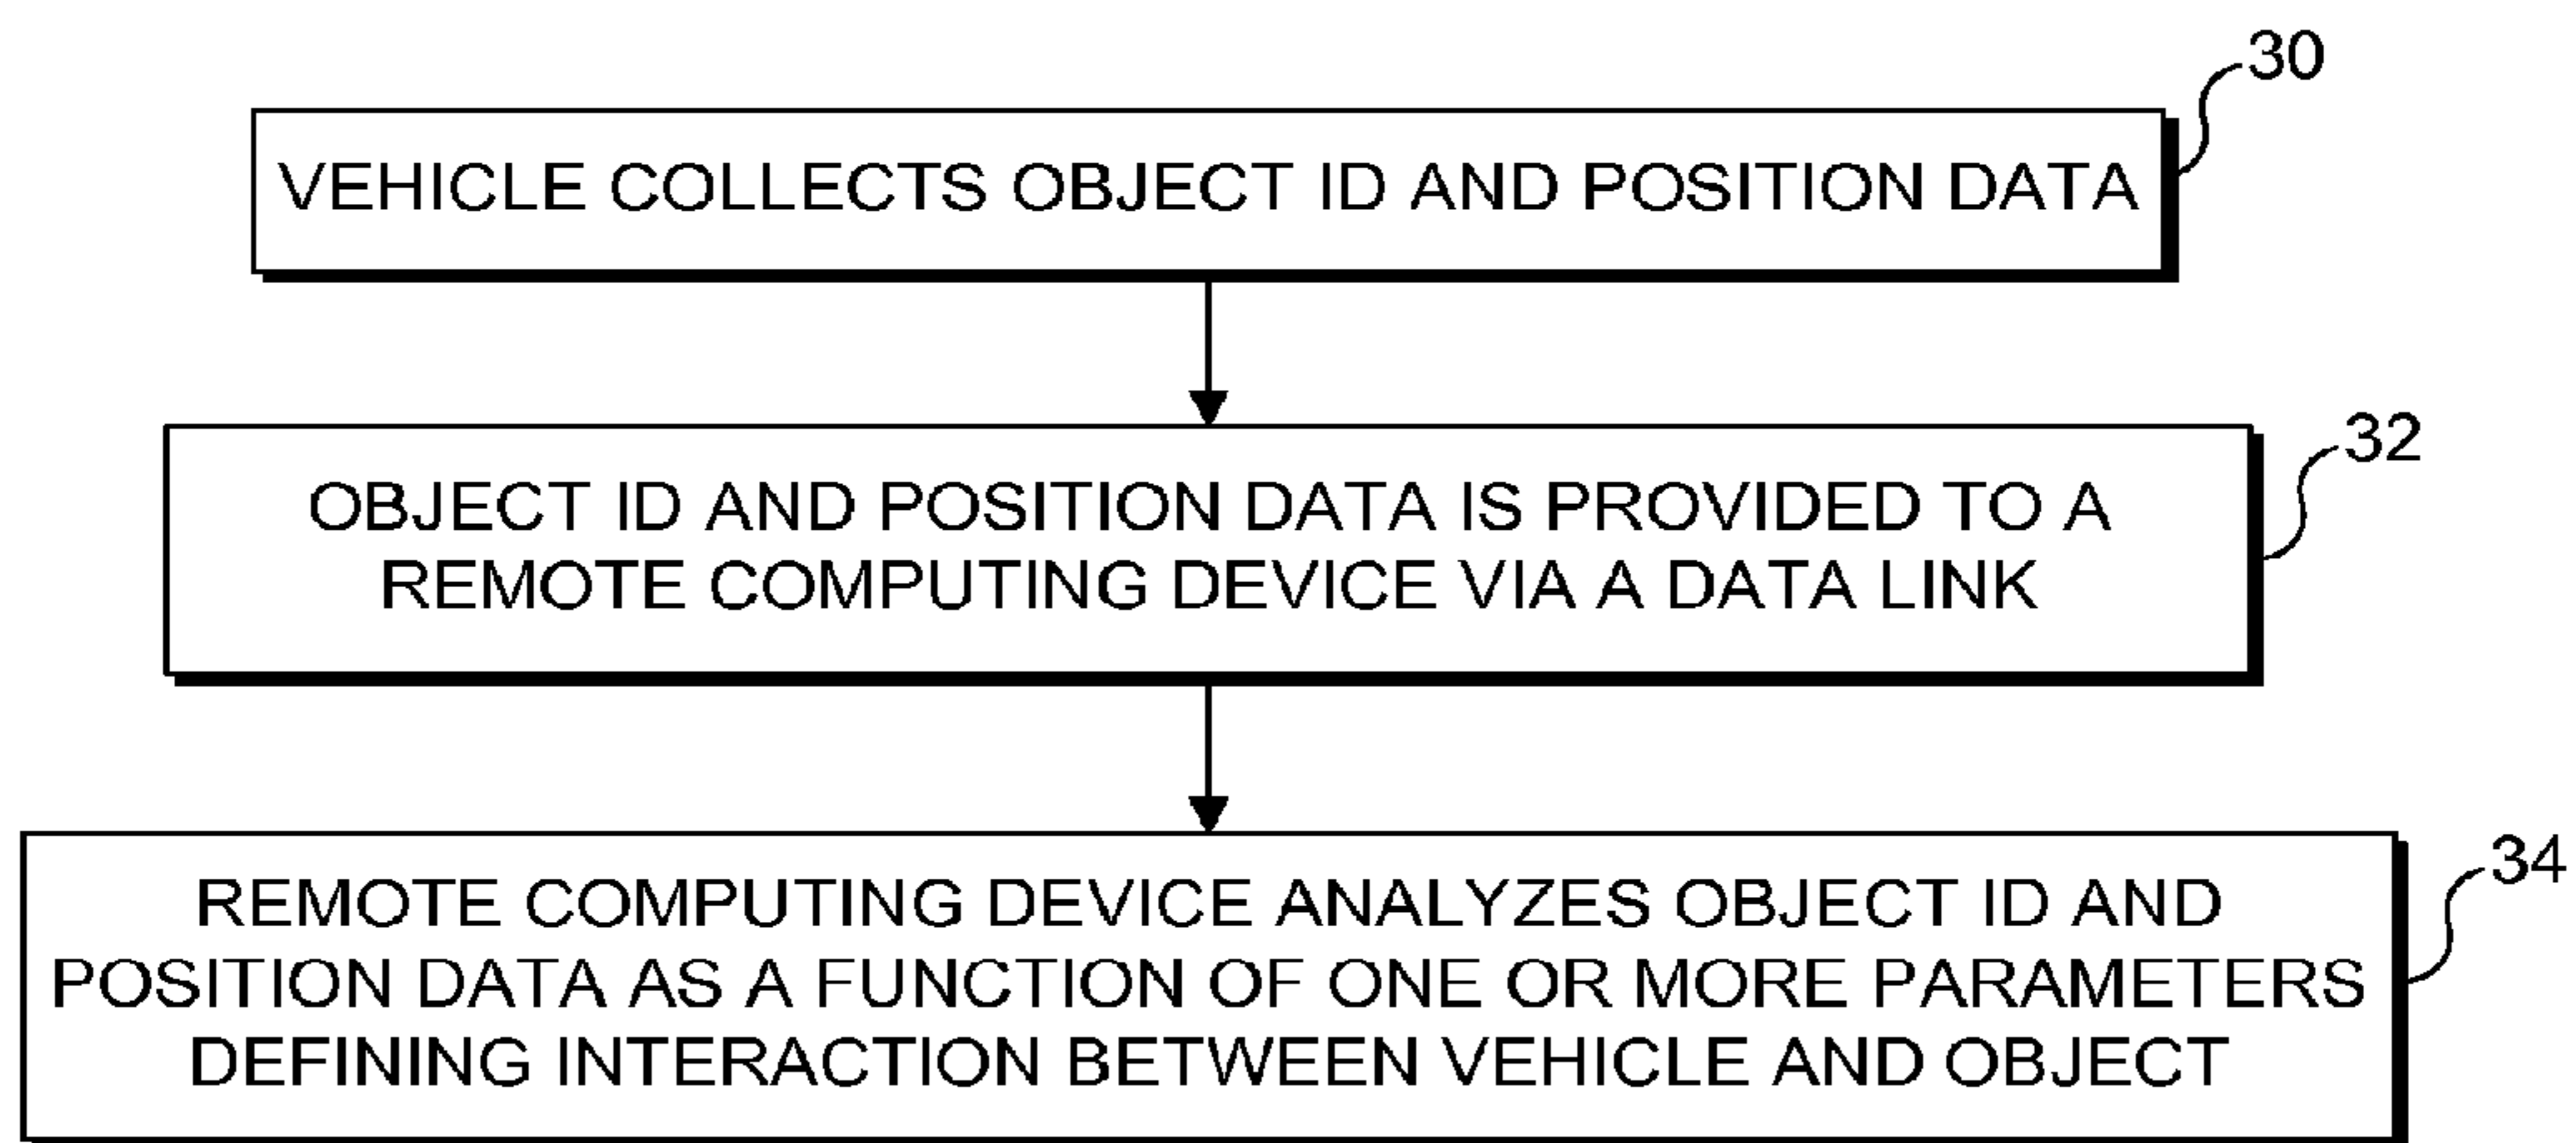 30
VEHICLE COLLECTS OBJECT ID AND POSITION DATA
32
OBJECT ID AND POSITION DATA IS PROVIDED TO A
REMOTE COMPUTING DEVICE VIA A DATA LINK
34
REMOTE COMPUTING DEVICE ANALYZES OBJECT ID AND
POSITION DATA AS A FUNCTION OF ONE OR MORE PARAMETERS
DEFINING INTERACTION BETWEEN VEHICLE AND OBJECT